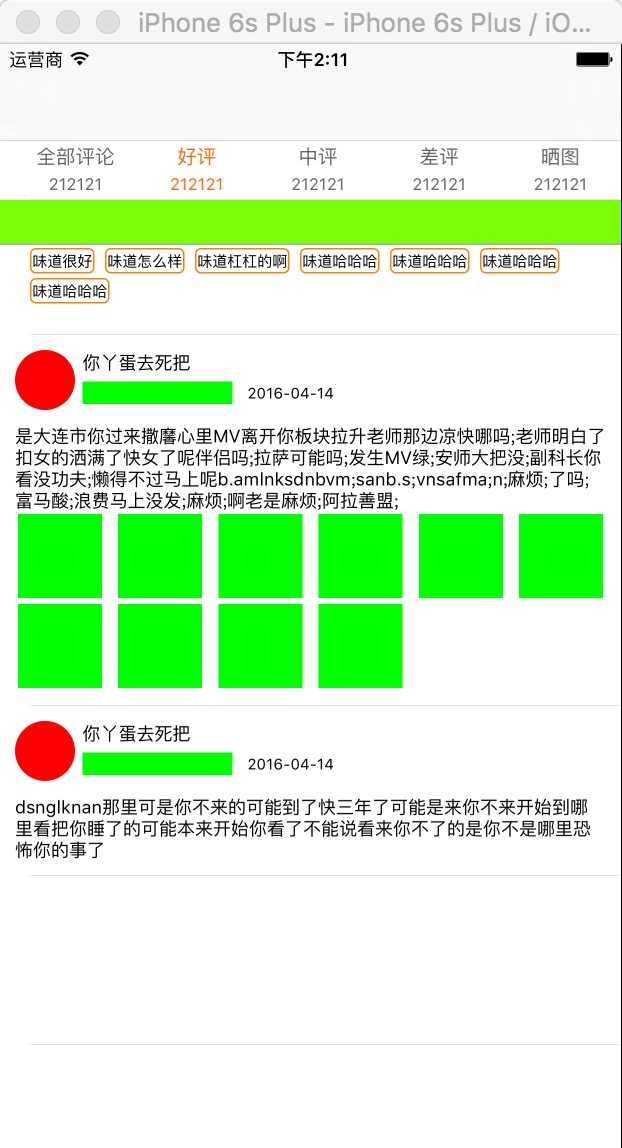 iPhone 6s Plus - iPhone 6s Plus / iO...
运营商 下午2:11
全部评论 好评 中评 差评 晒图
212121 212121 212121 212121 212121
味道很好 味道怎么样 味道杠杠的啊 味道哈哈哈 味道哈哈哈 味道哈哈哈
味道哈哈哈
你丫蛋去死把
2016-04-14
是大连市你过来撒麿心里MV离开你板块拉升老师那边凉快哪吗;老师明白了
扣女的洒满了快女了呢伴侣吗;拉萨可能吗;发生MV绿;安师大把没;副科长你
看没功夫;懒得不过马上呢b.amlnksdnbvm;sanb.s;vnsafma;n;麻烦;了吗;
富马酸;浪费马上没发;麻烦;啊老是麻烦;阿拉善盟;
你丫蛋去死把
2016-04-14
dsnglknan那里可是你不来的可能到了快三年了可能是来你不来开始到哪
里看把你睡了的可能本来开始你看了不能说看来你不了的是你不是哪里恐
怖你的事了